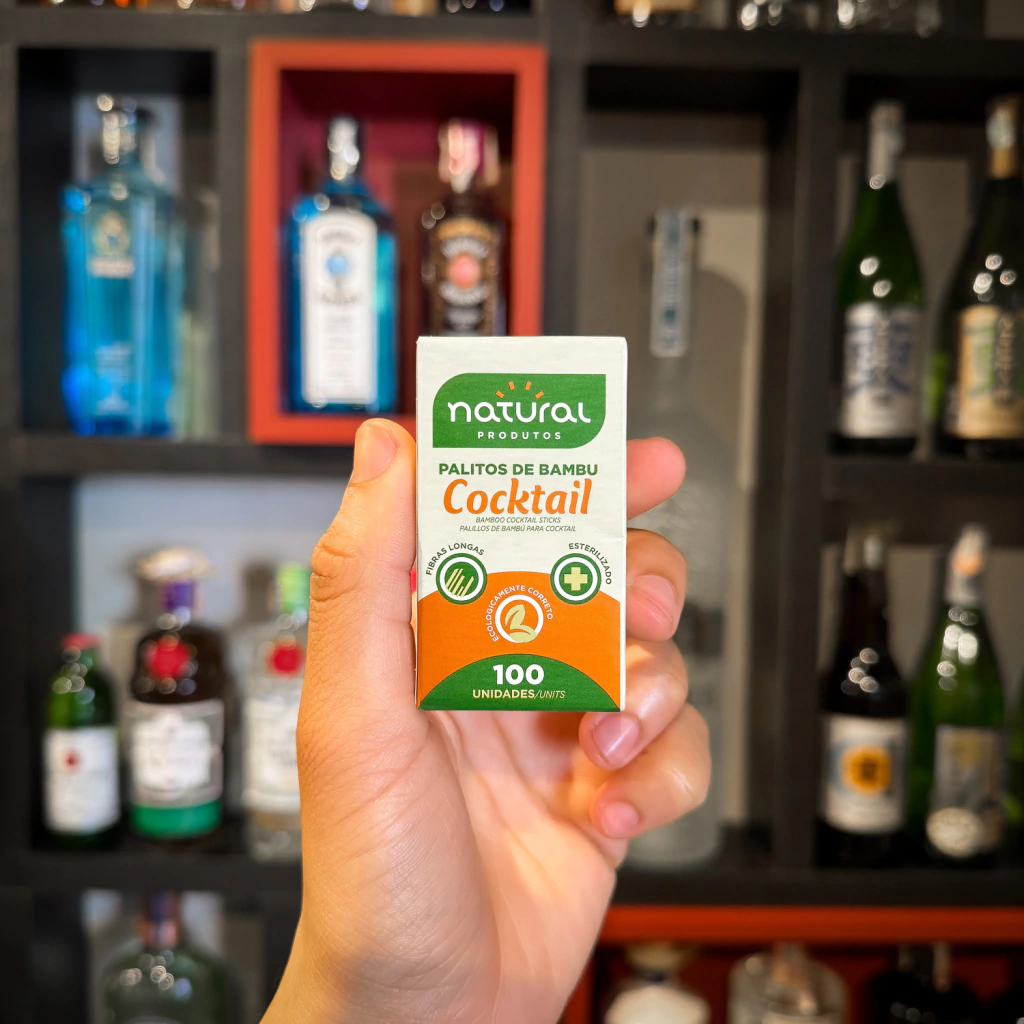 natural
PRODUTOS
PALITOS DE BAMBU
Cocktail
BAMBOO COCKTAIL STICKS
PALILLOS DE BAMBÚ PARA COCKTAIL
FIBRAS LONGAS
ESTERILIZADO
ECOLOGICAMENTE CORRETO
100
UNIDADES/UNITS